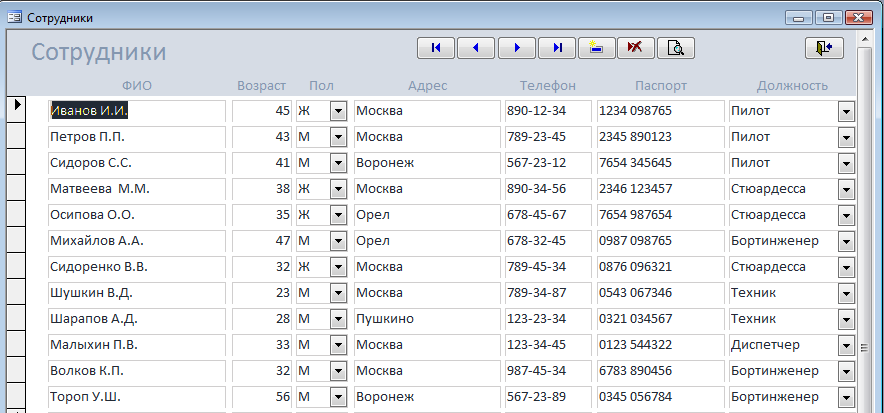 Сотрудники
Сотрудники
ФИО Возраст Пол Адрес Телефон Паспорт Должность
Иванов И.И. 45 Ж Москва 890-12-34 1234 098765 Пилот
Петров П.П. 43 М Москва 789-23-45 2345 890123 Пилот
Сидоров С.С. 41 М Воронеж 567-23-12 7654 345645 Пилот
Матвеева М.М. 38 Ж Москва 890-34-56 2346 123457 Стюардесса
Осипова О.О. 35 Ж Орел 678-45-67 7654 987654 Стюардесса
Михайлов А.А. 47 М Орел 678-32-45 0987 098765 Бортинженер
Сидоренко В.В. 32 Ж Москва 789-45-34 0876 096321 Стюардесса
Шушкин В.Д. 23 М Москва 789-34-87 0543 067346 Техник
Шарапов А.Д. 28 М Пушкино 123-23-34 0321 034567 Техник
Малыхин П.В. 33 М Москва 123-34-45 0123 544322 Диспетчер
Волков К.П. 32 М Москва 987-45-34 6783 890456 Бортинженер
Тороп У.Ш. 56 М Воронеж 567-23-89 0345 056784 Бортинженер